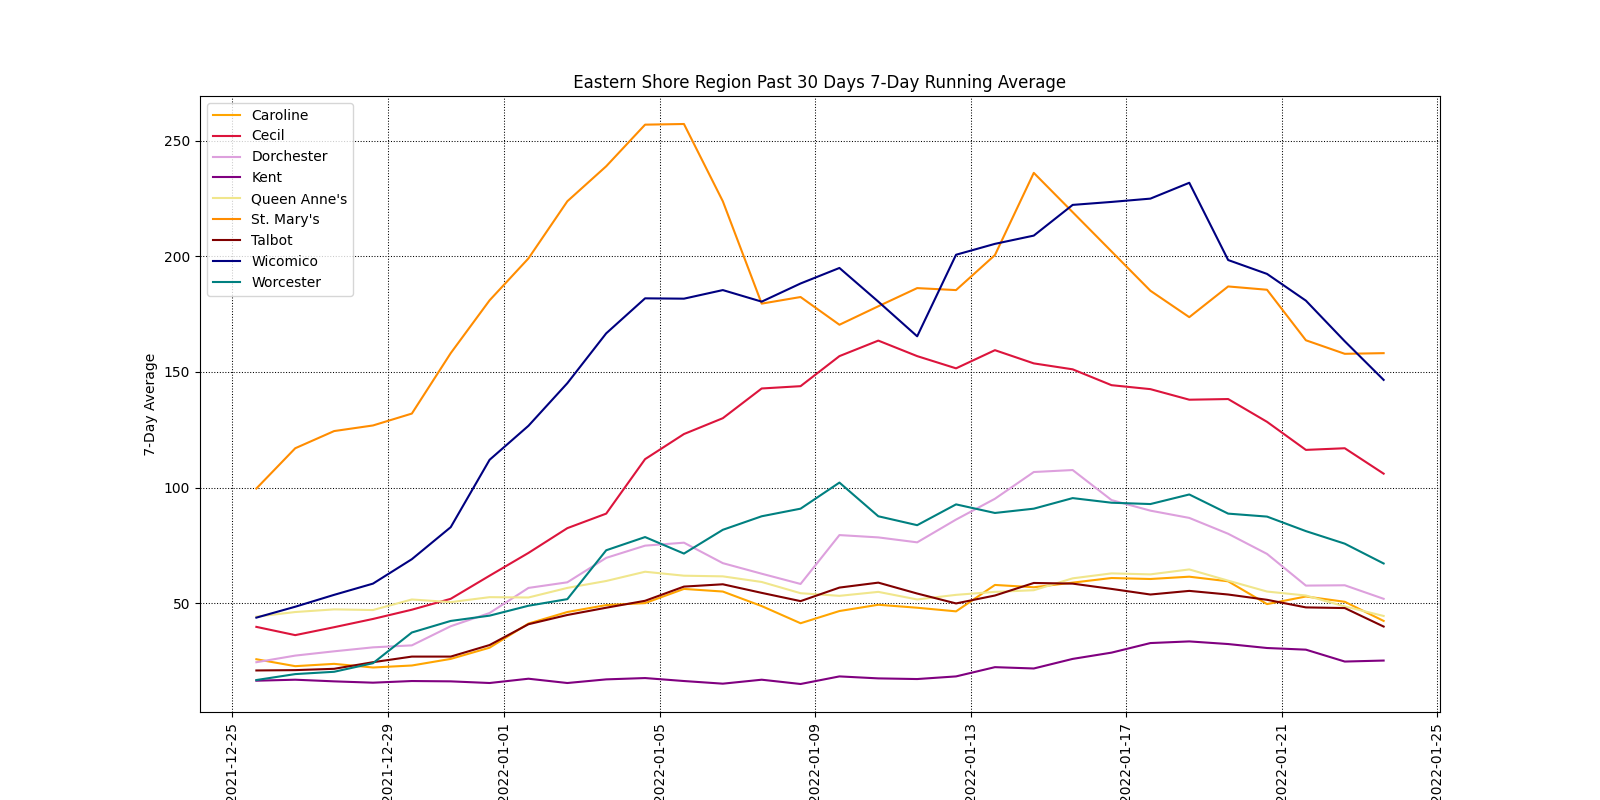 Eastern Shore Region Past 30 Days 7-Day Running Average
Caroline
Cecil
Dorchester
Kent
Queen Anne's
St. Mary's
Talbot
Wicomico
Worcester
7-Day Average
250
200
150
100
50
2021-12-25
2021-12-29
2022-01-01
2022-01-05
2022-01-09
2022-01-13
2022-01-17
2022-01-21
2022-01-25